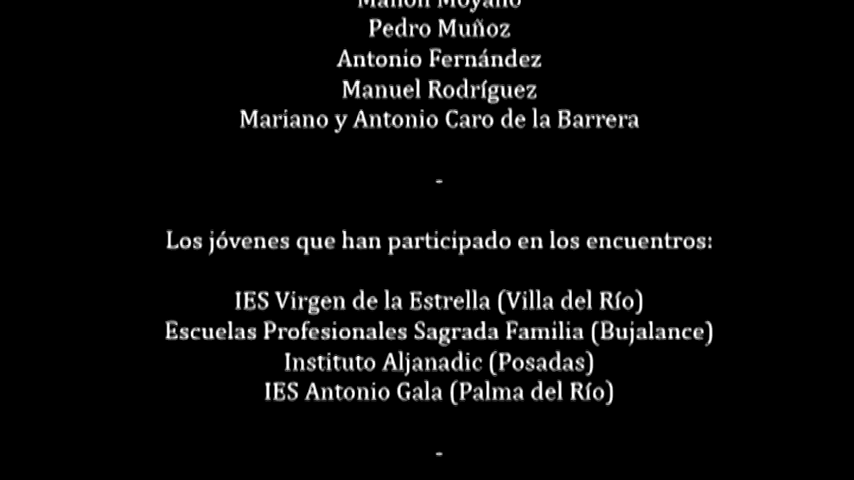 Manon Moyano
Pedro Muñoz
Antonio Fernández
Manuel Rodríguez
Mariano y Antonio Caro de la Barrera
-
Los jóvenes que han participado en los encuentros:
IES Virgen de la Estrella (Villa del Río)
Escuelas Profesionales Sagrada Familia (Bujalance)
Instituto Aljanadic (Posadas)
IES Antonio Gala (Palma del Río)
-